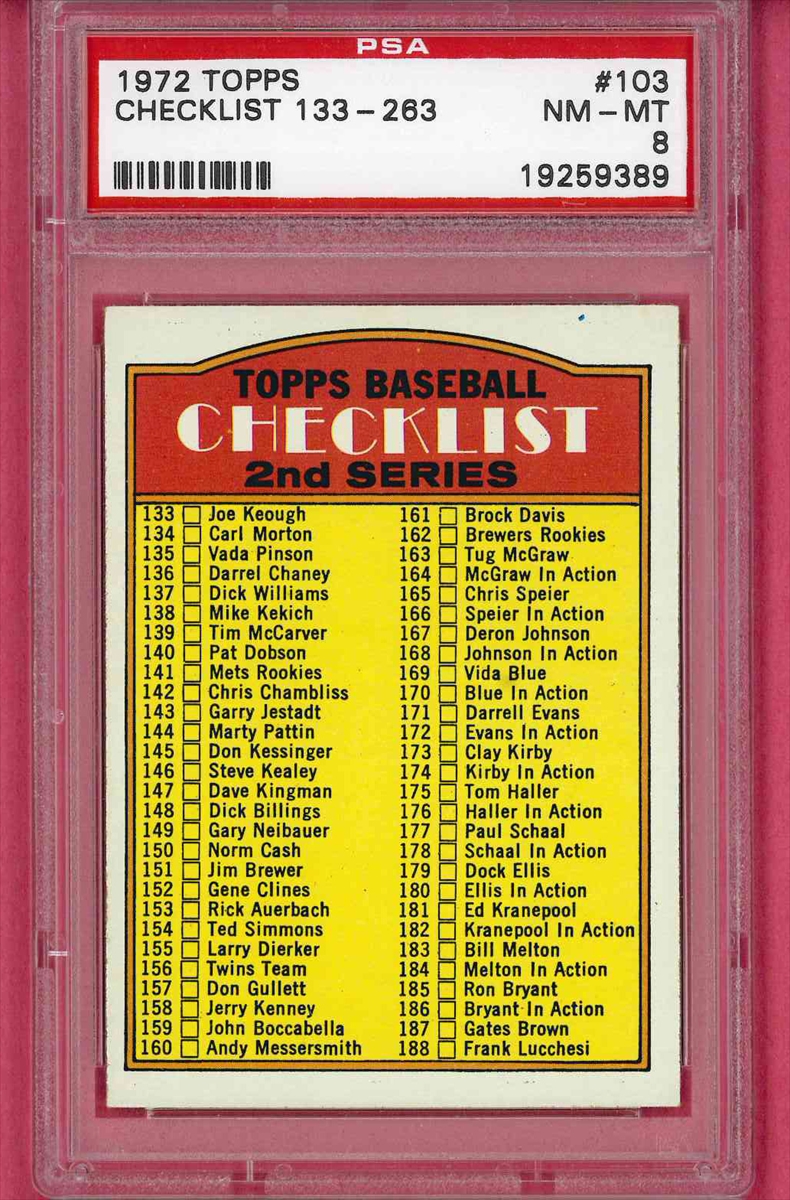 PSA
1972 TOPPS #103
CHECKLIST 133 - 263 NM - MT
8
19259389
TOPPS BASEBALL
CHECKLIST
2nd SERIES
133 Joe Keough
134 Carl Morton
135 Vada Pinson
136 Darrel Chaney
137 Dick Williams
138 Mike Kekich
139 Tim McCarver
140 Pat Dobson
141 Mets Rookies
142 Chris Chambliss
143 Garry Jestadt
144 Marty Pattin
145 Don Kessinger
146 Steve Kealey
147 Dave Kingman
148 Dick Billings
149 Gary Neibauer
150 Norm Cash
151 Jim Brewer
152 Gene Clines
153 Rick Auerbach
154 Ted Simmons
155 Larry Dierker
156 Twins Team
157 Don Gullett
158 Jerry Kenney
159 John Boccabella
160 Andy Messersmith
161 Brock Davis
162 Brewers Rookies
163 Tug McGraw
164 McGraw In Action
165 Chris Speier
166 Speier In Action
167 Deron Johnson
168 Johnson In Action
169 Vida Blue
170 Blue In Action
171 Darrell Evans
172 Evans In Action
173 Clay Kirby
174 Kirby In Action
175 Tom Haller
176 Haller In Action
177 Paul Schaal
178 Schaal In Action
179 Dock Ellis
180 Ellis In Action
181 Ed Kranepool
182 Kranepool In Action
183 Bill Melton
184 Melton In Action
185 Ron Bryant
186 Bryant In Action
187 Gates Brown
188 Frank Lucchesi